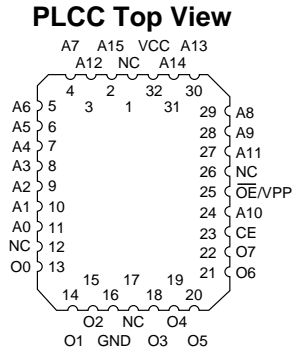 PLCC Top View
A7 A15 VCC A13
A12 NC A14
4 2 32 30
3 1 31
A6 5 29 A8
A5 6 28 A9
A4 7 27 A11
A3 8 26 NC
A2 9 25 OE/VPP
A1 10 24 A10
A0 11 23 CE
NC 12 22 O7
O0 13 21 O6
15 17 19
14 16 18 20
O2 NC O4
O1 GND O3 O5